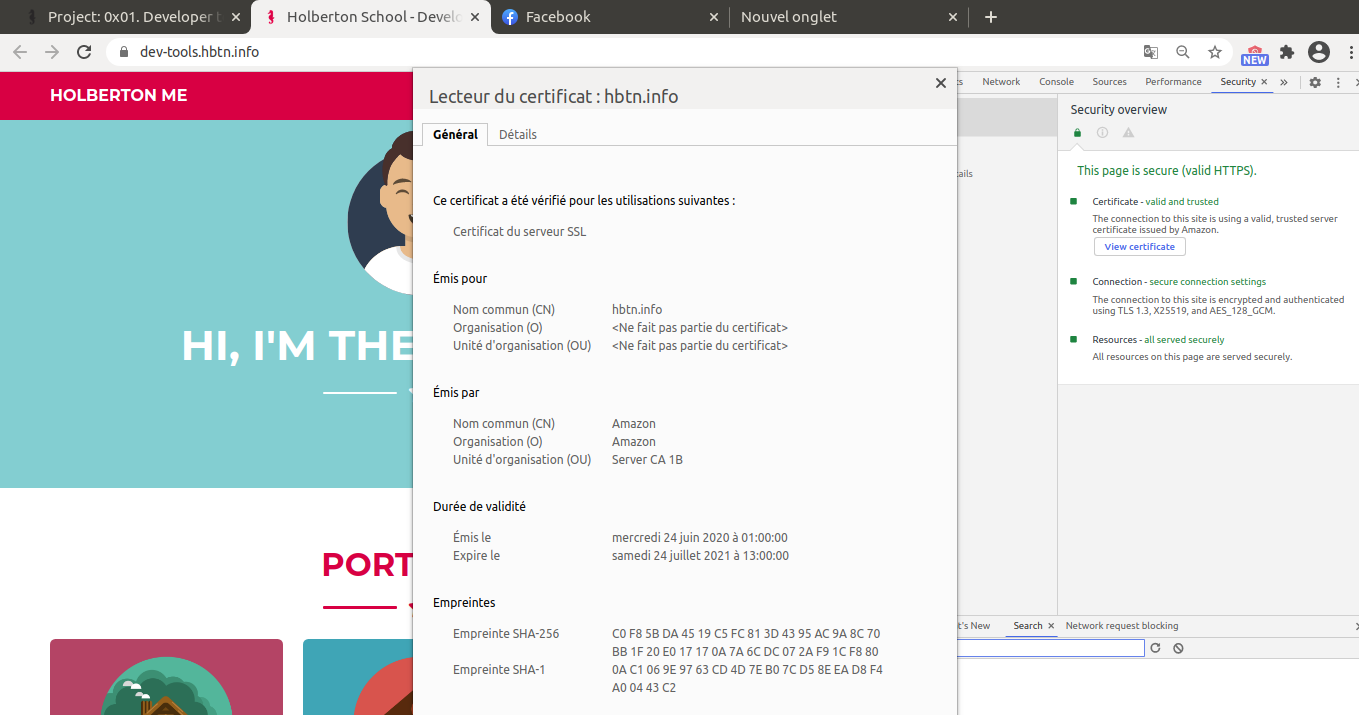 Project: 0x01. Developer t
Holberton School - Develo
Facebook
Nouvel onglet
dev-tools.hbtn.info
NEW
HOLBERTON ME
HI, I'M THE
PORT
Lecteur du certificat : hbtn.info
Général
Détails
Ce certificat a été vérifié pour les utilisations suivantes :
Certificat du serveur SSL
Émis pour
Nom commun (CN) hbtn.info
Organisation (O) <Ne fait pas partie du certificat>
Unité d'organisation (OU) <Ne fait pas partie du certificat>
Émis par
Nom commun (CN) Amazon
Organisation (O) Amazon
Unité d'organisation (OU) Server CA 1B
Durée de validité
Émis le mercredi 24 juin 2020 à 01:00:00
Expire le samedi 24 juillet 2021 à 13:00:00
Empreintes
Empreinte SHA-256 C0 F8 5B DA 45 19 C5 FC 81 3D 43 95 AC 9A 8C 70
BB 1F 20 E0 17 17 0A 7A 6C DC 07 2A F9 1C F8 80
Empreinte SHA-1 0A C1 06 9E 97 63 CD 4D 7E B0 7C D5 8E EA D8 F4
A0 04 43 C2
ts Network Console Sources Performance Security
Security overview
This page is secure (valid HTTPS).
Certificate - valid and trusted
The connection to this site is using a valid, trusted server
certificate issued by Amazon.
View certificate
Connection - secure connection settings
The connection to this site is encrypted and authenticated
using TLS 1.3, X25519, and AES_128_GCM.
Resources - all served securely
All resources on this page are served securely.
tails
t's New Search Network request blocking